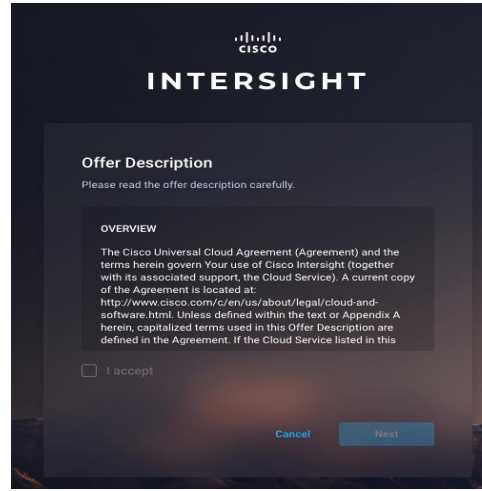 CISCO
INTERSIGHT
Offer Description
Please read the offer description carefully.
OVERVIEW
The Cisco Universal Cloud Agreement (Agreement) and the
terms herein govern Your use of Cisco Intersight (together
with its associated support, the Cloud Service). A current copy
of the Agreement is located at:
http://www.cisco.com/c/en/us/about/legal/cloud-and-
software.html. Unless defined within the text or Appendix A
herein, capitalized terms used in this Offer Description are
defined in the Agreement. If the Cloud Service listed in this
I accept
Cancel Next